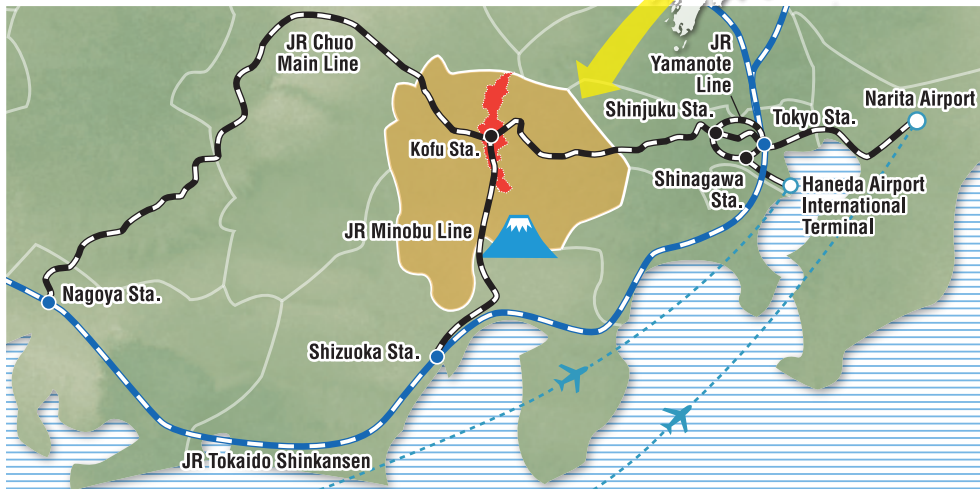 JR Chuo
Main Line
JR
Yamanote
Line
Shinjuku Sta.
Tokyo Sta.
Narita Airport
Kofu Sta.
Shinagawa
Sta.
Haneda Airport
International
Terminal
JR Minobu Line
Nagoya Sta.
Shizuoka Sta.
JR Tokaido Shinkansen